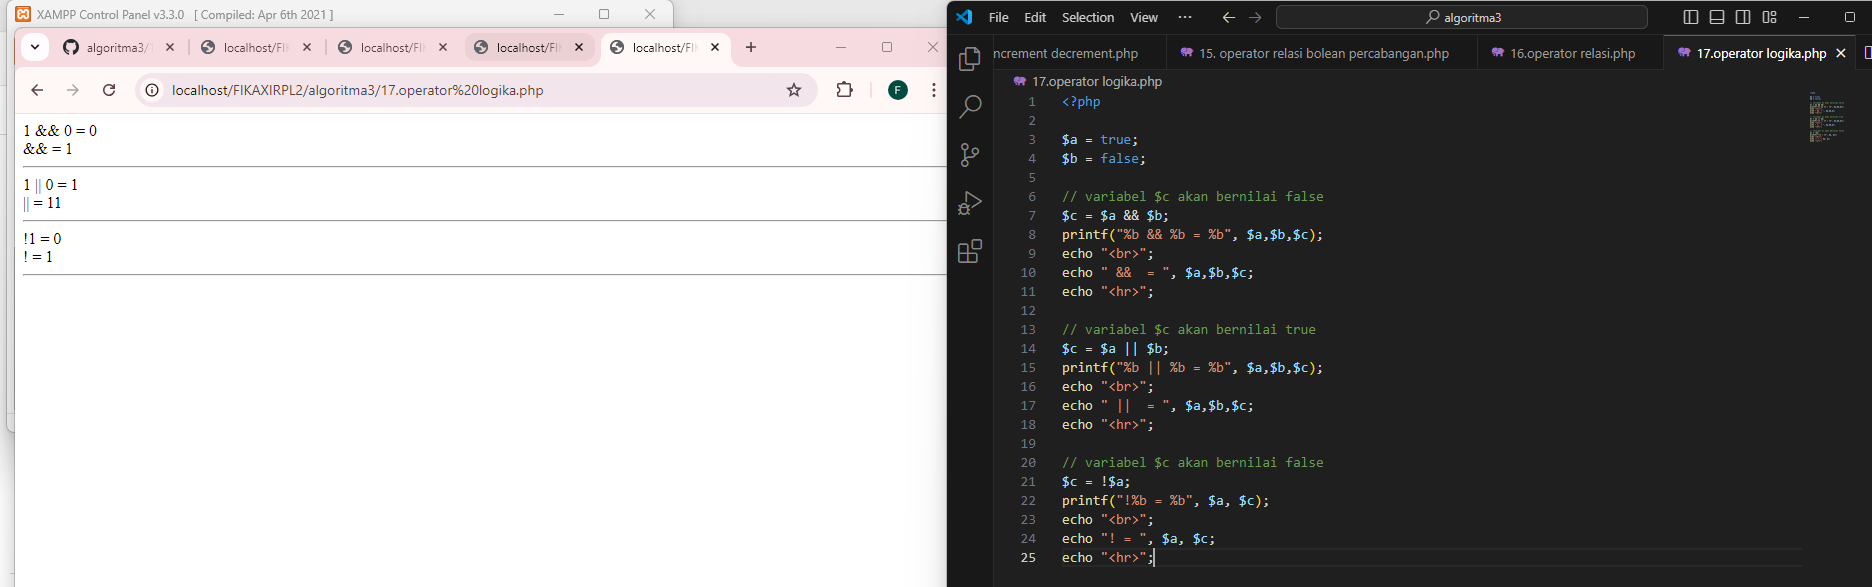 XAMPP Control Panel v3.3.0 [ Compiled: Apr 6th 2021 ]
algoritma3/ localhost/FIK localhost/FIK localhost/FIK localhost/FIK
localhost/FIKAXIRPL2/algoritma3/17.operator%20logika.php
F
1 && 0 = 0
&& = 1
1 || 0 = 1
|| = 11
!1 = 0
! = 1
File Edit Selection View ··· algoritma3
ncrement decrement.php 15. operator relasi bolean percabangan.php 16.operator relasi.php 17.operator logika.php
17.operator logika.php
1 <?php
2
3 $a = true;
4 $b = false;
5
6 // variabel $c akan bernilai false
7 $c = $a && $b;
8 printf("%b && %b = %b", $a,$b,$c);
9 echo "<br>";
10 echo " &&  = ", $a,$b,$c;
11 echo "<hr>";
12
13 // variabel $c akan bernilai true
14 $c = $a || $b;
15 printf("%b || %b = %b", $a,$b,$c);
16 echo "<br>";
17 echo " ||  = ", $a,$b,$c;
18 echo "<hr>";
19
20 // variabel $c akan bernilai false
21 $c = !$a;
22 printf("!%b = %b", $a, $c);
23 echo "<br>";
24 echo "! = ", $a, $c;
25 echo "<hr>";